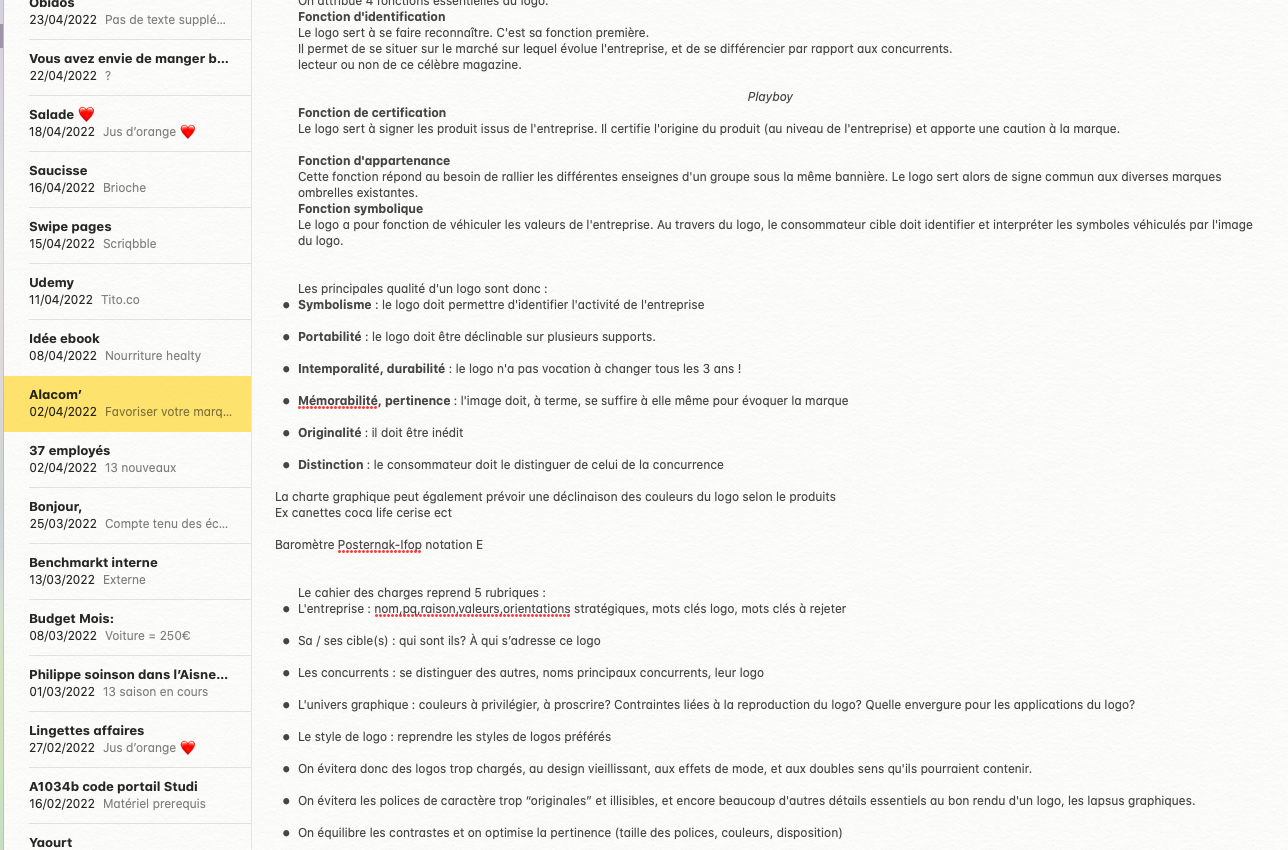 Obidos
23/04/2022 Pas de texte supplé...
Vous avez envie de manger b...
22/04/2022 ?
Salade ❤️
18/04/2022 Jus d’orange ❤️
Saucisse
16/04/2022 Brioche
Swipe pages
15/04/2022 Scriqbble
Udemy
11/04/2022 Tito.co
Idée ebook
08/04/2022 Nourriture healty
Alacom’
02/04/2022 Favoriser votre marq...
37 employés
02/04/2022 13 nouveaux
Bonjour,
25/03/2022 Compte tenu des éc...
Benchmarkt interne
13/03/2022 Externe
Budget Mois:
08/03/2022 Voiture = 250€
Philippe soinson dans l’Aisne...
01/03/2022 13 saison en cours
Lingettes affaires
27/02/2022 Jus d’orange ❤️
A1034b code portail Studi
16/02/2022 Matériel prerequis
Yaourt
On attribue 4 fonctions essentielles au logo.
Fonction d'identification
Le logo sert à se faire reconnaître. C'est sa fonction première.
Il permet de se situer sur le marché sur lequel évolue l'entreprise, et de se différencier par rapport aux concurrents.
lecteur ou non de ce célèbre magazine.
Playboy
Fonction de certification
Le logo sert à signer les produit issus de l'entreprise. Il certifie l'origine du produit (au niveau de l'entreprise) et apporte une caution à la marque.
Fonction d'appartenance
Cette fonction répond au besoin de rallier les différentes enseignes d'un groupe sous la même bannière. Le logo sert alors de signe commun aux diverses marques
ombrelles existantes.
Fonction symbolique
Le logo a pour fonction de véhiculer les valeurs de l'entreprise. Au travers du logo, le consommateur cible doit identifier et interpréter les symboles véhiculés par l'image
du logo.
Les principales qualité d'un logo sont donc :
● Symbolisme : le logo doit permettre d'identifier l'activité de l'entreprise
● Portabilité : le logo doit être déclinable sur plusieurs supports.
● Intemporalité, durabilité : le logo n'a pas vocation à changer tous les 3 ans !
● Mémorabilité, pertinence : l'image doit, à terme, se suffire à elle même pour évoquer la marque
● Originalité : il doit être inédit
● Distinction : le consommateur doit le distinguer de celui de la concurrence
La charte graphique peut également prévoir une déclinaison des couleurs du logo selon le produits
Ex canettes coca life cerise ect
Baromètre Posternak-Ifop notation E
Le cahier des charges reprend 5 rubriques :
● L'entreprise : nom,pq,raison,valeurs,orientations stratégiques, mots clés logo, mots clés à rejeter
● Sa / ses cible(s) : qui sont ils? À qui s’adresse ce logo
● Les concurrents : se distinguer des autres, noms principaux concurrents, leur logo
● L'univers graphique : couleurs à privilégier, à proscrire? Contraintes liées à la reproduction du logo? Quelle envergure pour les applications du logo?
● Le style de logo : reprendre les styles de logos préférés
● On évitera donc des logos trop chargés, au design vieillissant, aux effets de mode, et aux doubles sens qu'ils pourraient contenir.
● On évitera les polices de caractère trop “originales” et illisibles, et encore beaucoup d'autres détails essentiels au bon rendu d'un logo, les lapsus graphiques.
● On équilibre les contrastes et on optimise la pertinence (taille des polices, couleurs, disposition)